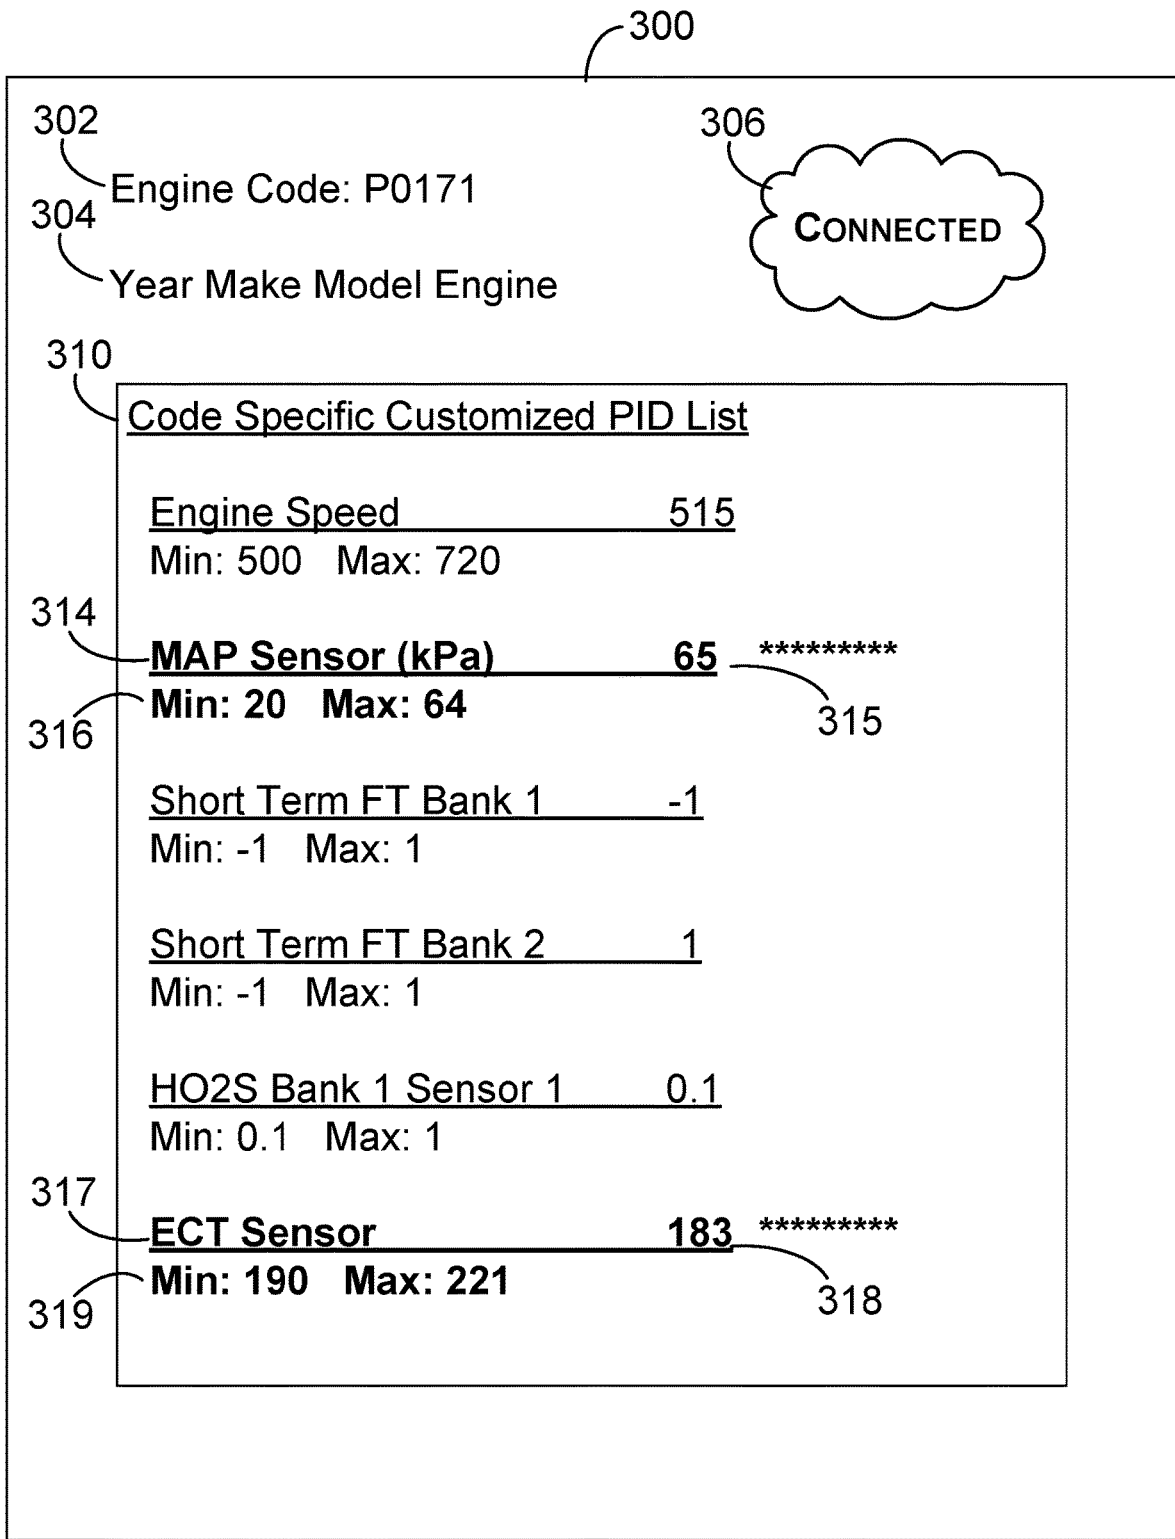 300
302
306
Engine Code: P0171
CONNECTED
304
Year Make Model Engine
310
Code Specific Customized PID List
Engine Speed 515
Min: 500 Max: 720
314
MAP Sensor (kPa) 65 *********
Min: 20 Max: 64
316
315
Short Term FT Bank 1 -1
Min: -1 Max: 1
Short Term FT Bank 2 1
Min: -1 Max: 1
HO2S Bank 1 Sensor 1 0.1
Min: 0.1 Max: 1
317
ECT Sensor 183 *********
Min: 190 Max: 221
319
318